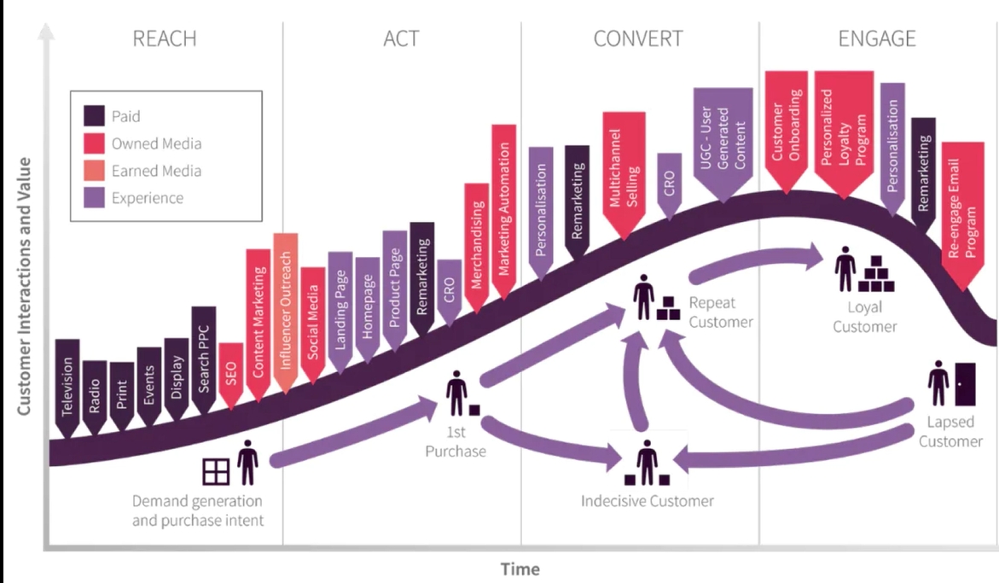 REACH
ACT
CONVERT
ENGAGE
Paid
Owned Media
Earned Media
Experience
Customer Interactions and Value
Television
Radio
Print
Events
Display
Search PPC
SEO
Content Marketing
Influencer Outreach
Social Media
Landing Page
Homepage
Product Page
Remarketing
CRO
Merchandising
Marketing Automation
Personalisation
Remarketing
Multichannel
Selling
CRO
UGC - User
Generated
Content
Customer
Onboarding
Personalized
Loyalty
Program
Personalisation
Remarketing
Re-engage Email
Program
Demand generation
and purchase intent
1st
Purchase
Repeat
Customer
Indecisive Customer
Loyal
Customer
Lapsed
Customer
Time